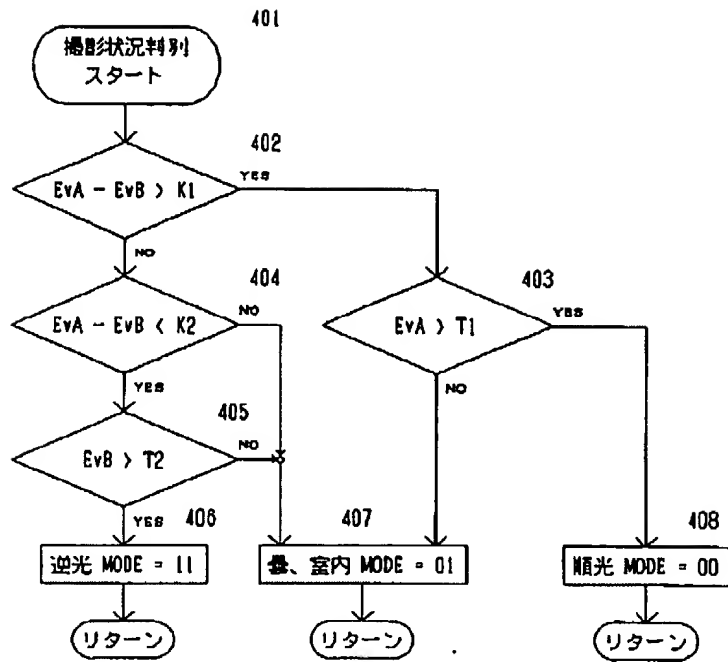 401
撮影状況判別
スタート
402
EvA - EvB > K1
YES
NO
404
403
EvA - EvB < K2
NO
EvA > T1
YES
YES
405
NO
EvB > T2
NO
YES
406
407
408
逆光 MODE = 11
曇、室内 MODE = 01
順光 MODE = 00
リターン
リターン
リターン